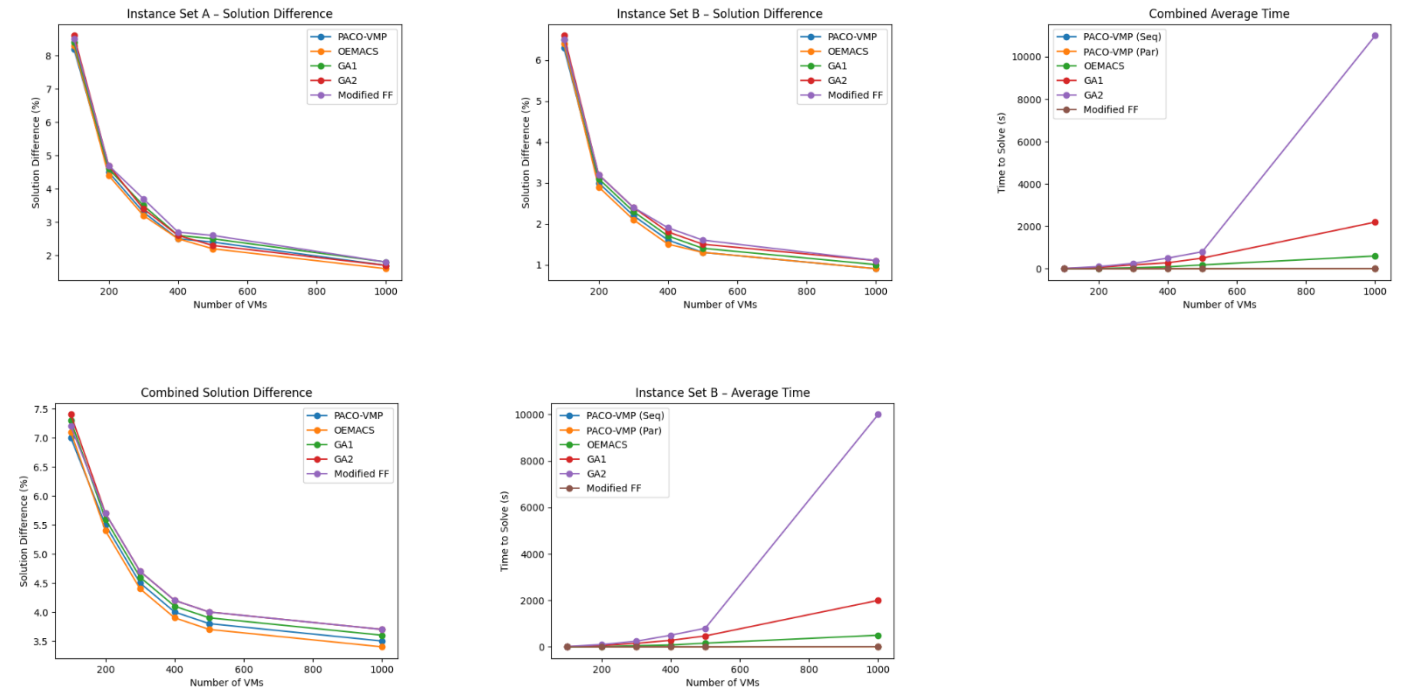 Instance Set A – Solution Difference
Solution Difference (%)
8
7
6
5
4
3
2
PACO-VMP
OEMACS
GA1
GA2
Modified FF
200
400
600
800
1000
Number of VMs
Instance Set B – Solution Difference
Solution Difference (%)
6
5
4
3
2
1
PACO-VMP
OEMACS
GA1
GA2
Modified FF
200
400
600
800
1000
Number of VMs
Combined Average Time
Time to Solve (s)
10000
8000
6000
4000
2000
0
PACO-VMP (Seq)
PACO-VMP (Par)
OEMACS
GA1
GA2
Modified FF
200
400
600
800
1000
Number of VMs
Combined Solution Difference
Solution Difference (%)
7.5
7.0
6.5
6.0
5.5
5.0
4.5
4.0
3.5
PACO-VMP
OEMACS
GA1
GA2
Modified FF
200
400
600
800
1000
Number of VMs
Instance Set B – Average Time
Time to Solve (s)
10000
8000
6000
4000
2000
0
PACO-VMP (Seq)
PACO-VMP (Par)
OEMACS
GA1
GA2
Modified FF
200
400
600
800
1000
Number of VMs